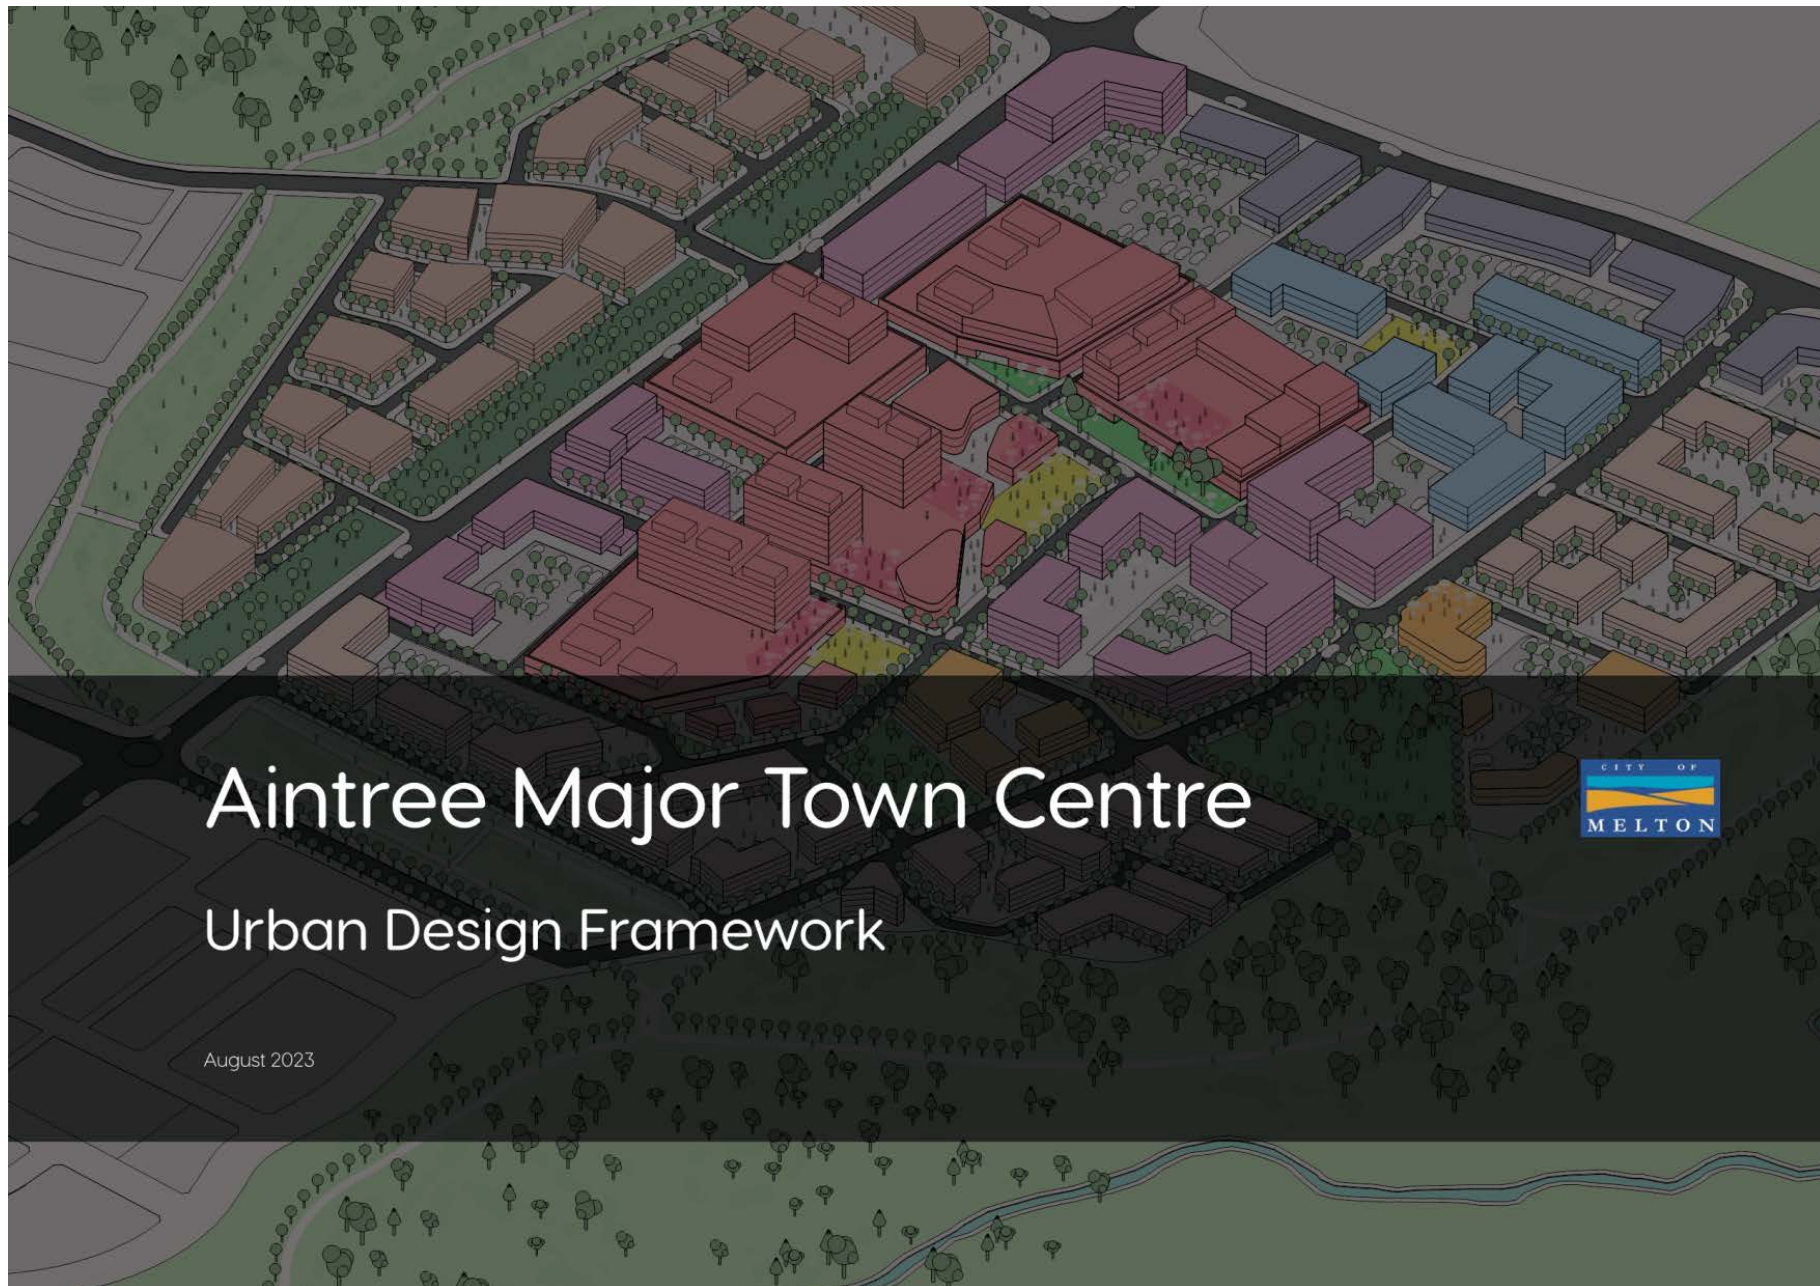 Aintree Major Town Centre
CITY OF
MELTON
Urban Design Framework
August 2023